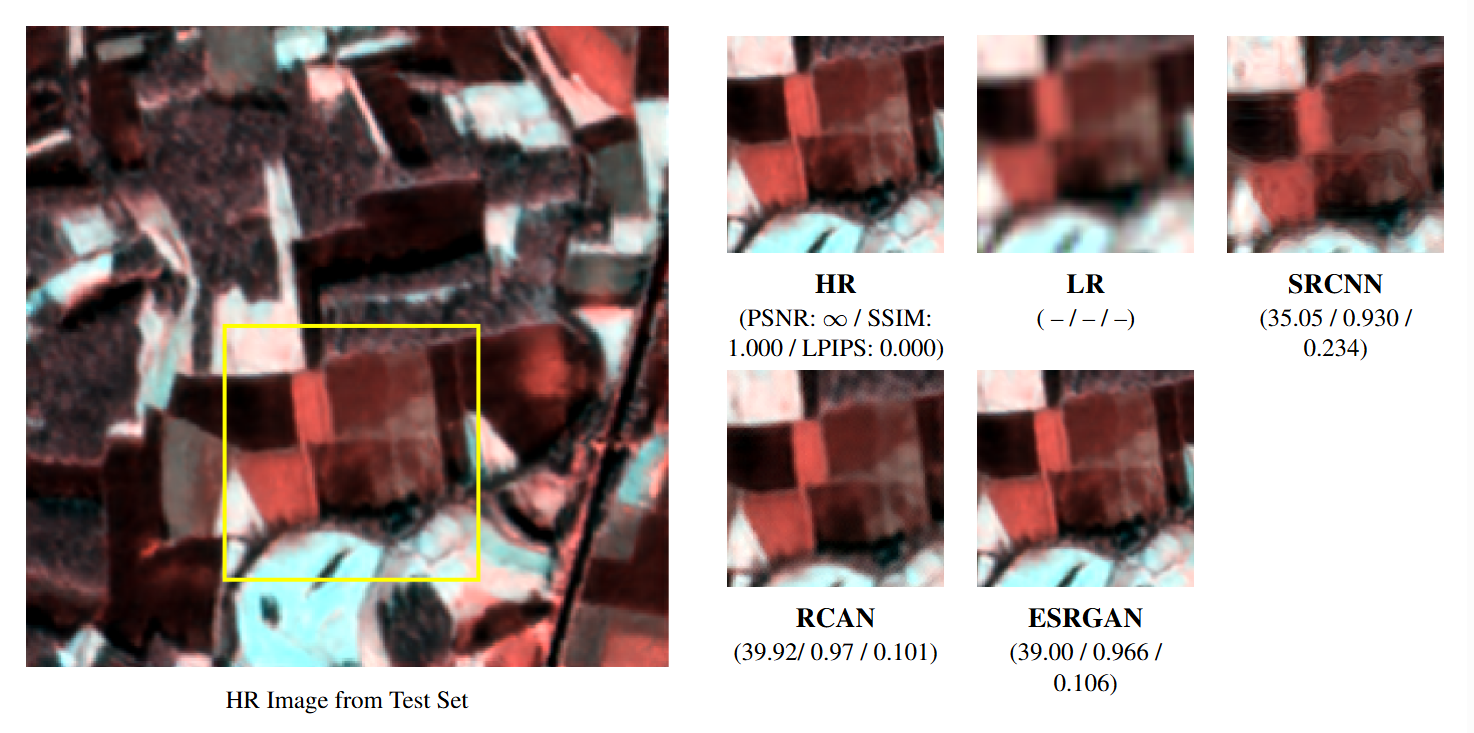 HR
(PSNR: ∞ / SSIM:
1.000 / LPIPS: 0.000)
LR
( – / – / –)
SRCNN
(35.05 / 0.930 /
0.234)
RCAN
(39.92/ 0.97 / 0.101)
ESRGAN
(39.00 / 0.966 /
0.106)
HR Image from Test Set